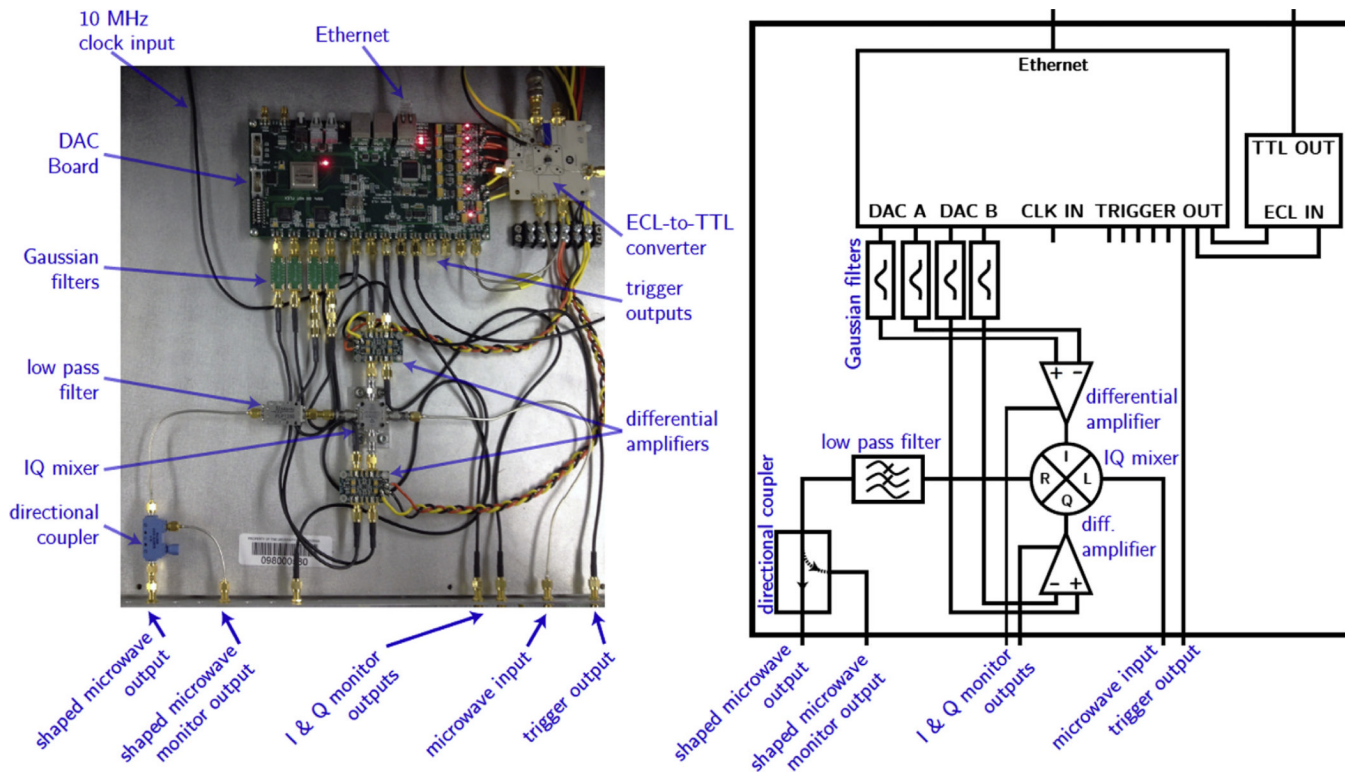 10 MHz
clock input
Ethernet
DAC
Board
Gaussian
filters
low pass
filter
IQ mixer
directional
coupler
ECL-to-TTL
converter
trigger
outputs
differential
amplifiers
098000580
shaped microwave
output
shaped microwave
monitor output
I & Q monitor
outputs
microwave input
trigger output
Ethernet
TTL OUT
ECL IN
DAC A DAC B CLK IN TRIGGER OUT
Gaussian filters
+ -
differential
amplifier
low pass filter
I
R L
Q
IQ mixer
diff.
amplifier
- +
directional coupler
shaped microwave
output
shaped microwave
monitor output
I & Q monitor
outputs
microwave input
trigger output